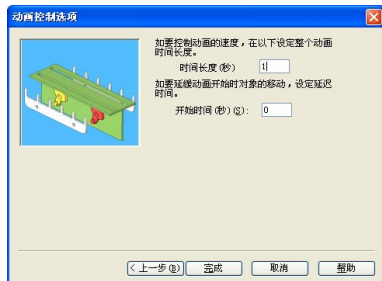 动画控制选项
如要控制动画的速度，在以下设定整个动画
时间长度。
时间长度(秒) 1
如要延缓动画开始时对象的移动，设定延迟
时间。
开始时间(秒)(S): 0
<上一步(B) 完成 取消 帮助